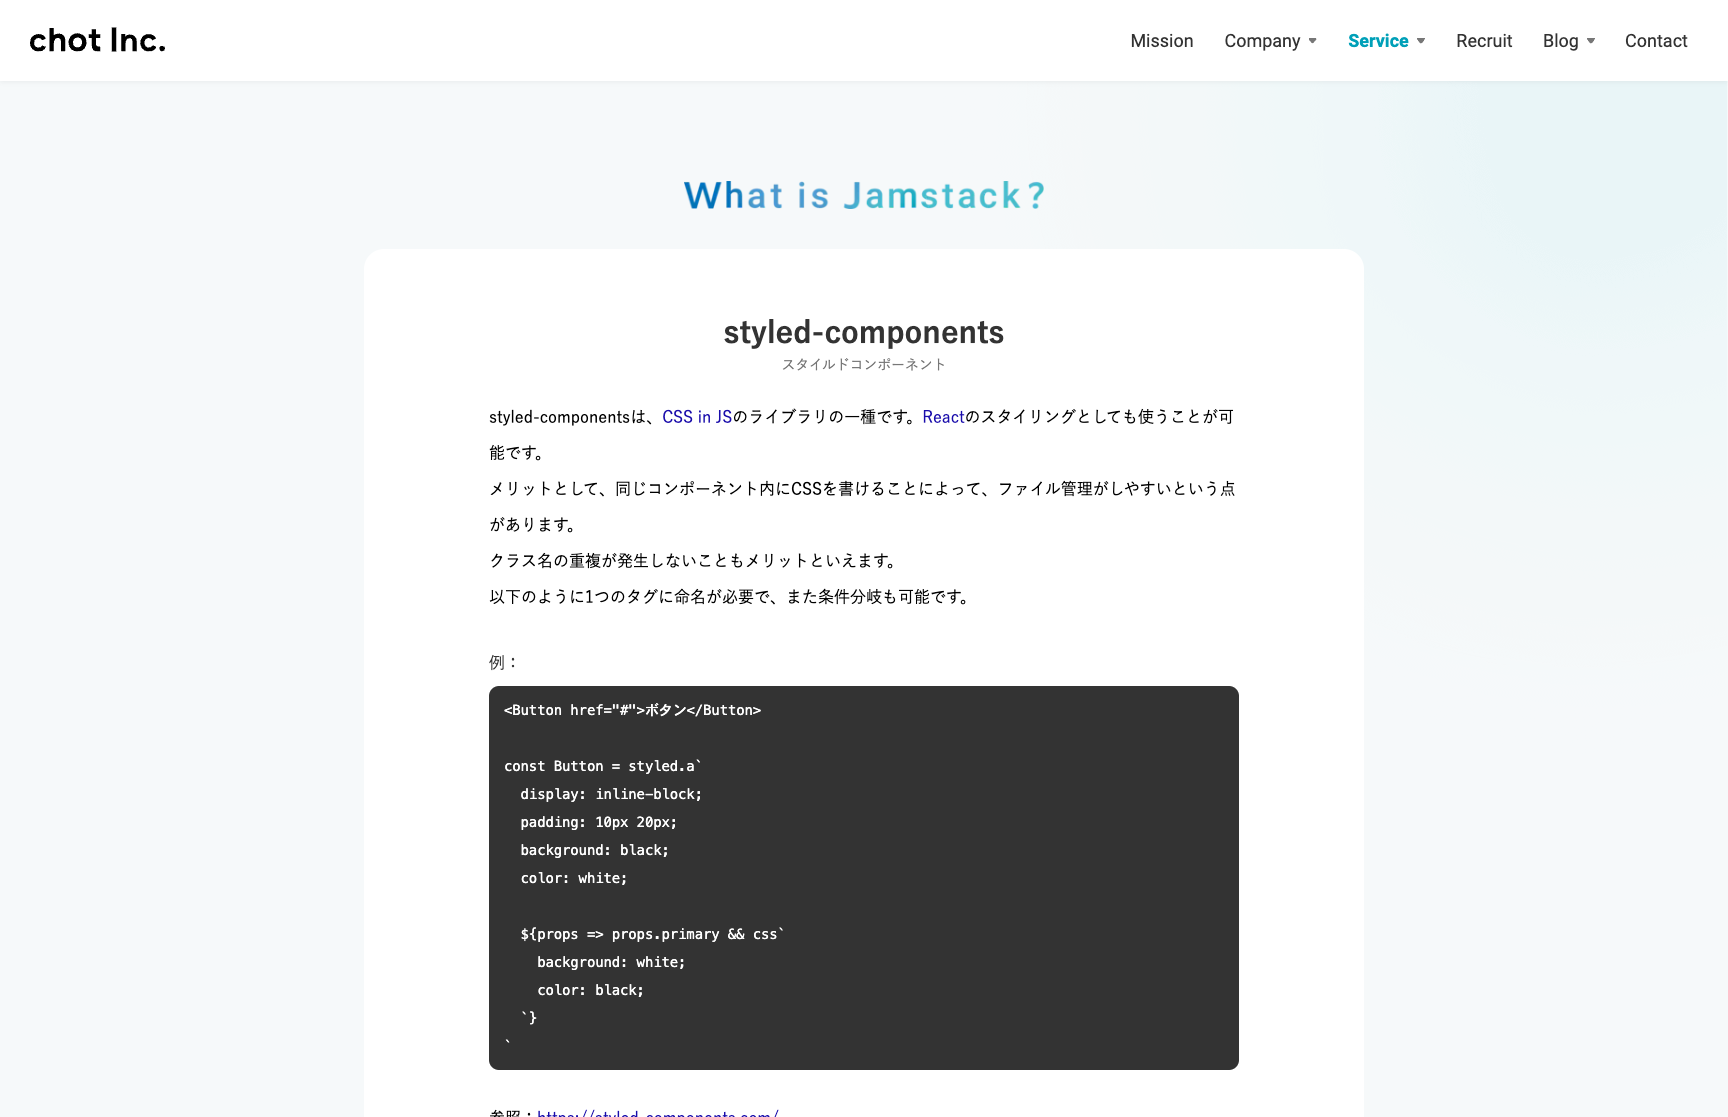 chot Inc.
Mission
Company
Service
Recruit
Blog
Contact
What is Jamstack?
styled-components
スタイルドコンポーネント
styled-componentsは、CSS in JSのライブラリの一種です。Reactのスタイリングとしても使うことが可
能です。
メリットとして、同じコンポーネント内にCSSを書けることによって、ファイル管理がしやすいという点
があります。
クラス名の重複が発生しないこともメリットといえます。
以下のように1つのタグに命名が必要で、また条件分岐も可能です。
例：
<Button href="#">ボタン</Button>
const Button = styled.a`
  display: inline-block;
  padding: 10px 20px;
  background: black;
  color: white;
  ${props => props.primary && css`
    background: white;
    color: black;
  `}
`
参照：https://styled-components.com/